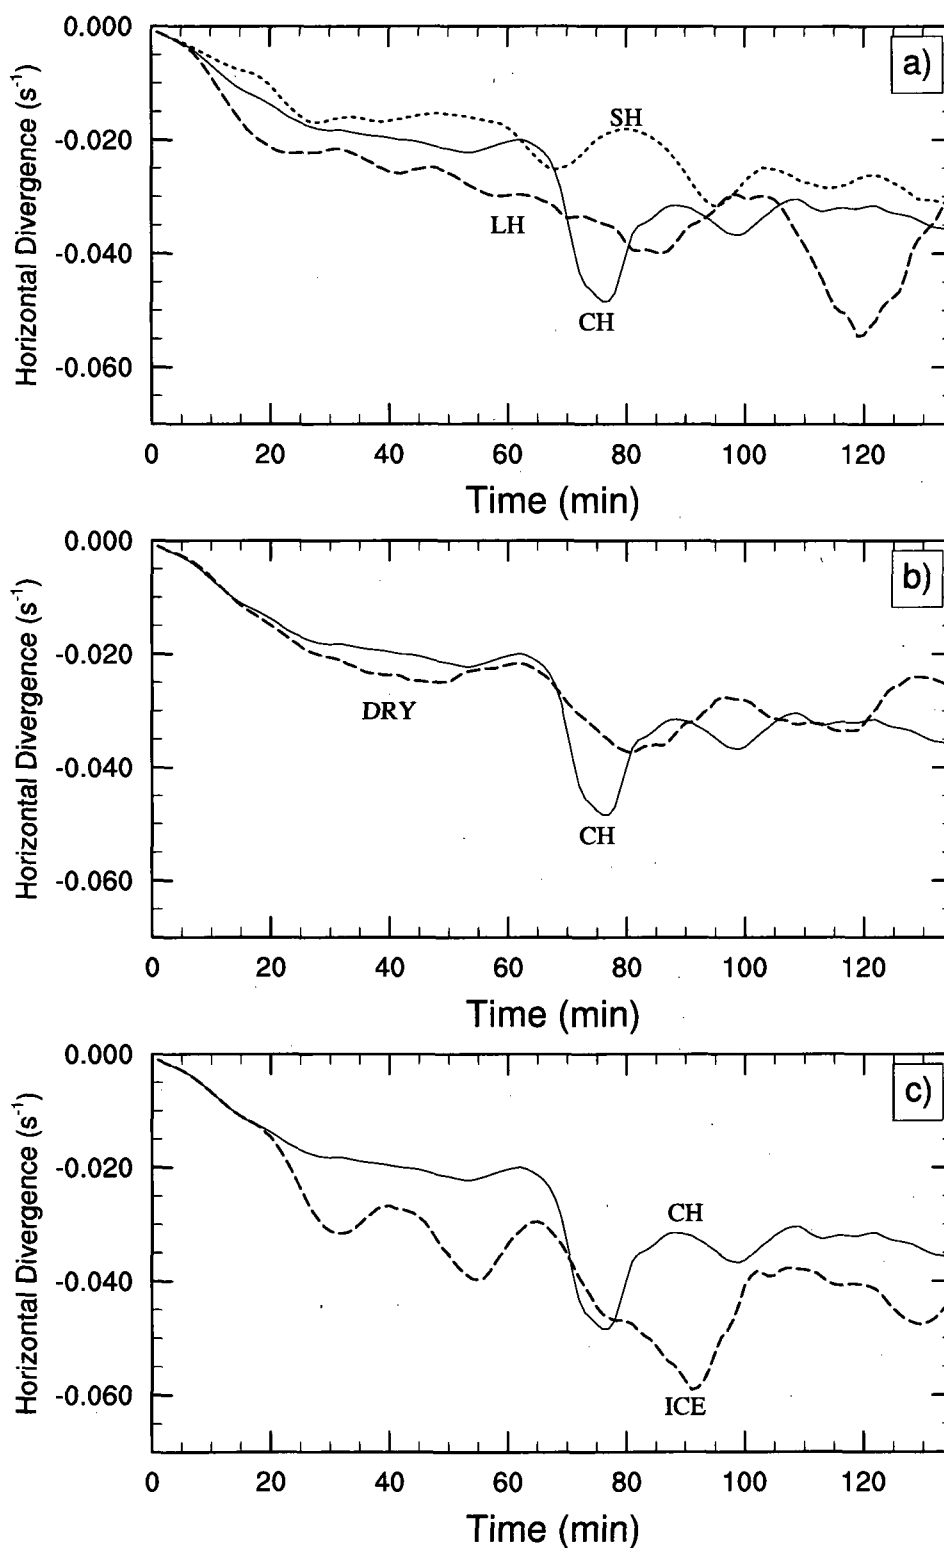 0.000
-0.020
-0.040
-0.060
Horizontal Divergence (s⁻¹)
a)
SH
LH
CH
0 20 40 60 80 100 120
Time (min)
0.000
-0.020
-0.040
-0.060
Horizontal Divergence (s⁻¹)
b)
DRY
CH
0 20 40 60 80 100 120
Time (min)
0.000
-0.020
-0.040
-0.060
Horizontal Divergence (s⁻¹)
c)
CH
ICE
0 20 40 60 80 100 120
Time (min)